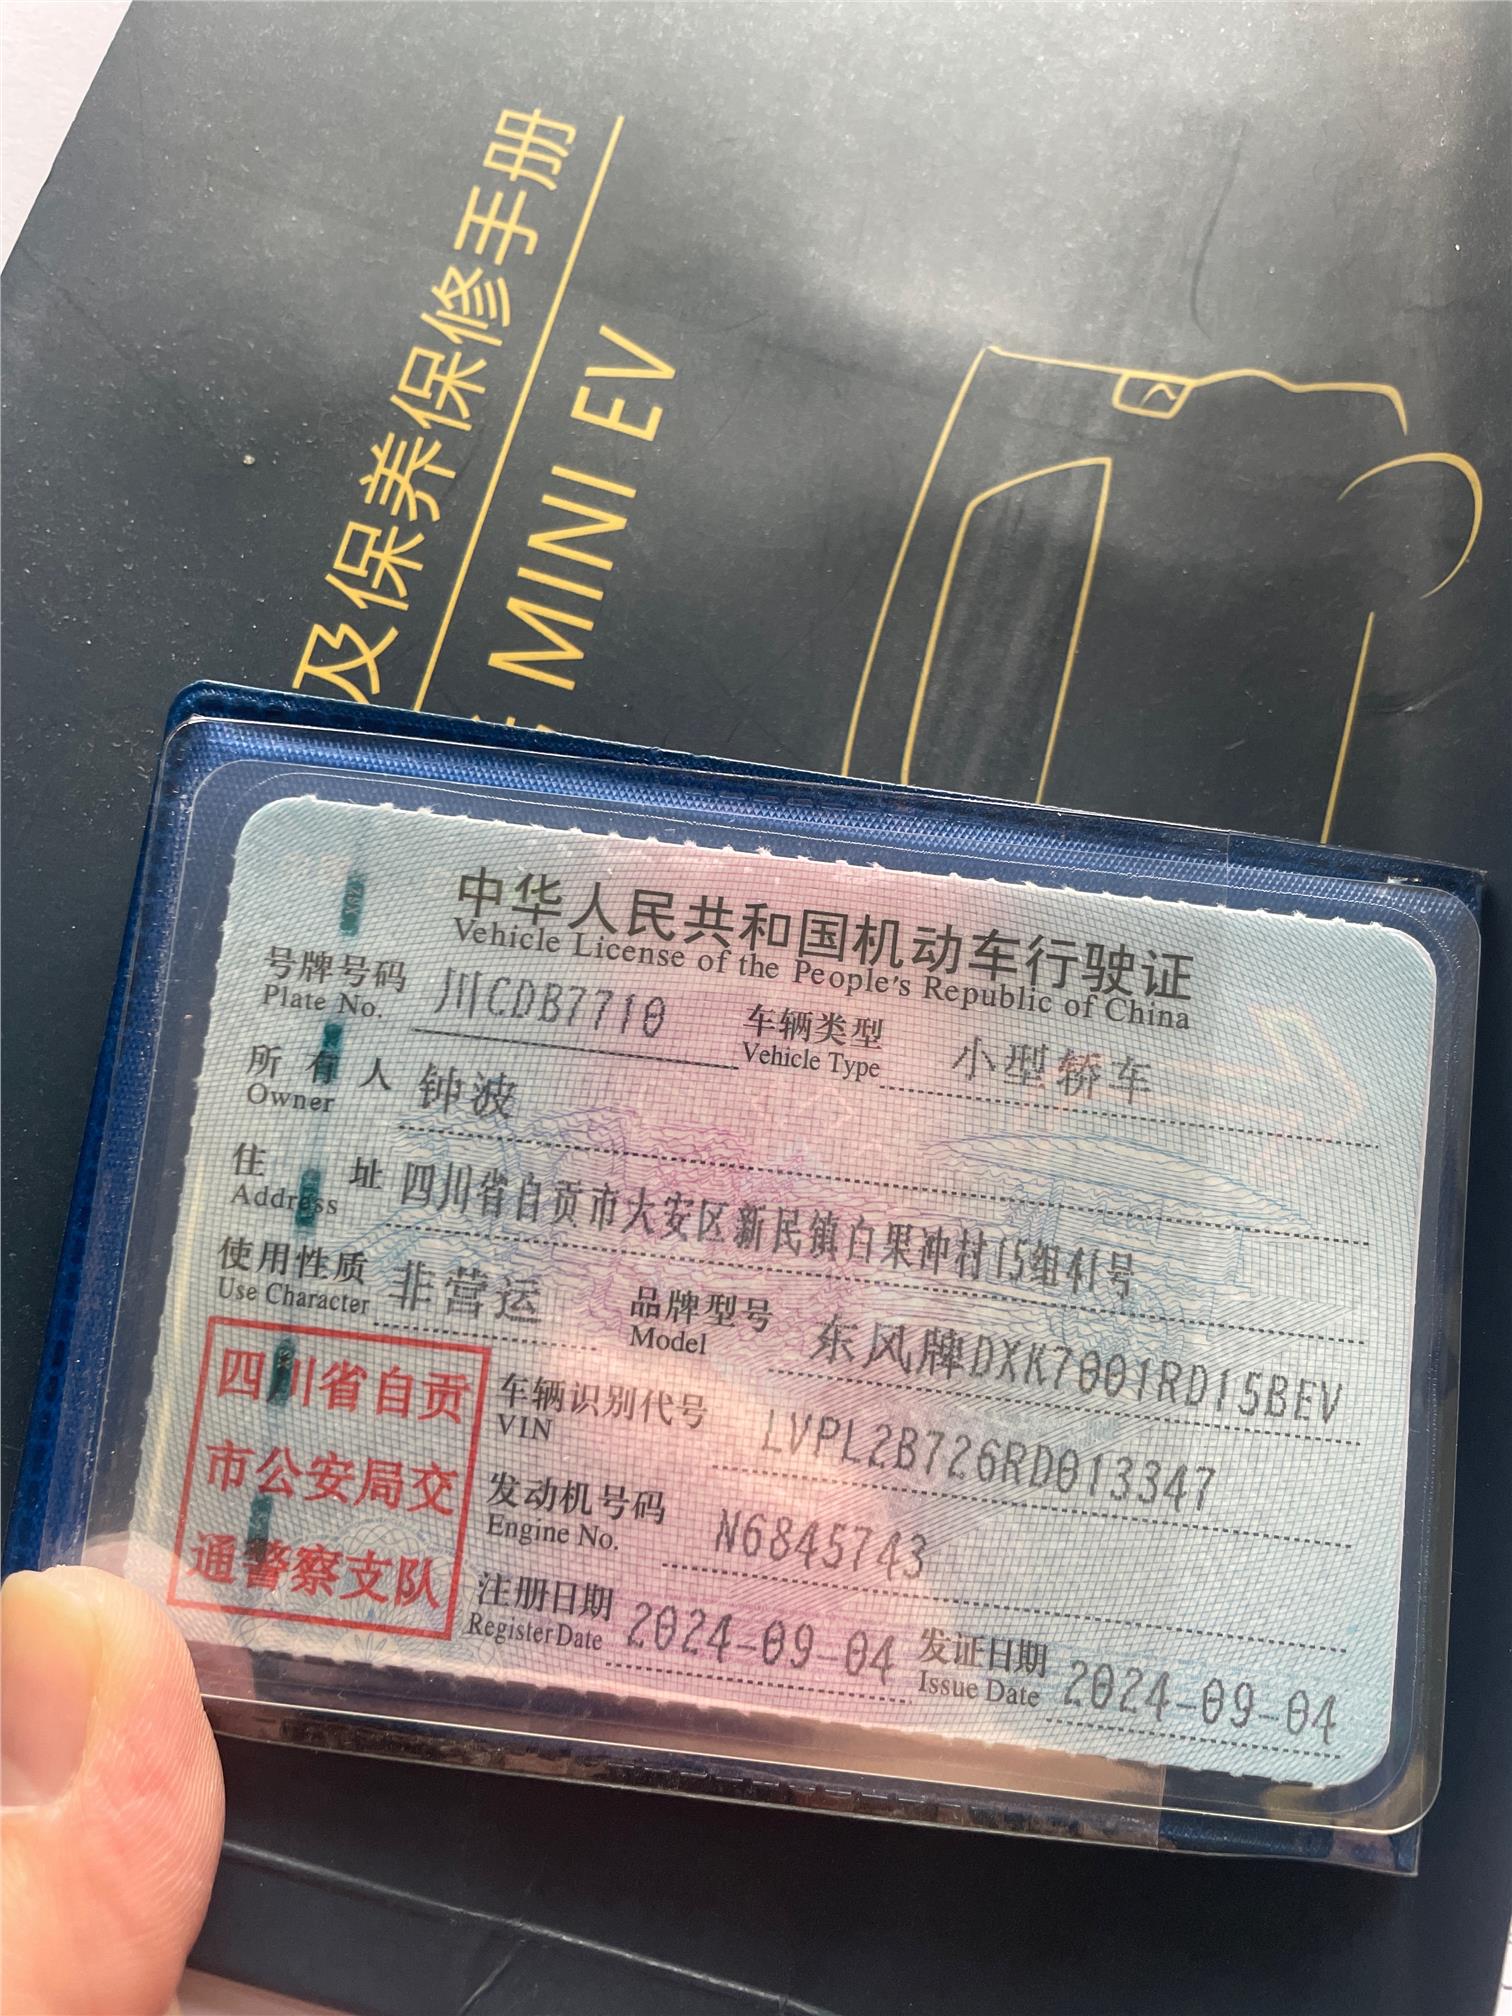 及保养保修手册
MINI EV
中华人民共和国机动车行驶证
Vehicle License of the People's Republic of China
号牌号码 川CDB7710 车辆类型 小型轿车
Plate No. Vehicle Type
所有人 钟波
Owner
住址 四川省自贡市大安区新民镇白果冲村15组41号
Address
使用性质 非营运 品牌型号 东风牌DXK7001RD15BEV
Use Character Model
车辆识别代号 LVPL2B726RD013347
VIN
发动机号码 N6845743
Engine No.
注册日期 2024-09-04 发证日期 2024-09-04
Register Date Issue Date
四川省自贡
市公安局交
通警察支队